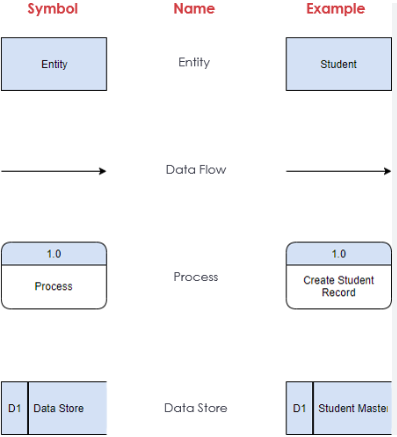 Symbol Name Example
Entity Entity Student
Data Flow
1.0 1.0
Process Process Create Student
Record
D1 Data Store Data Store D1 Student Master